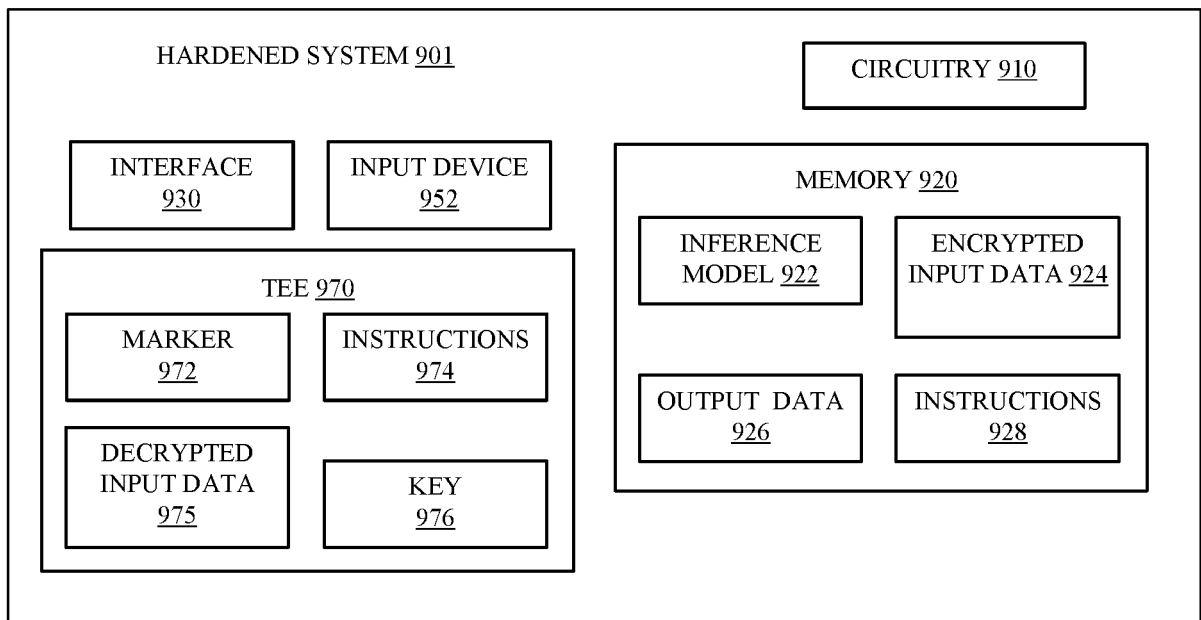 HARDENED SYSTEM 901
CIRCUITRY 910
INTERFACE
930
INPUT DEVICE
952
TEE 970
MARKER
972
INSTRUCTIONS
974
DECRYPTED
INPUT DATA
975
KEY
976
MEMORY 920
INFERENCE
MODEL 922
ENCRYPTED
INPUT DATA 924
OUTPUT DATA
926
INSTRUCTIONS
928